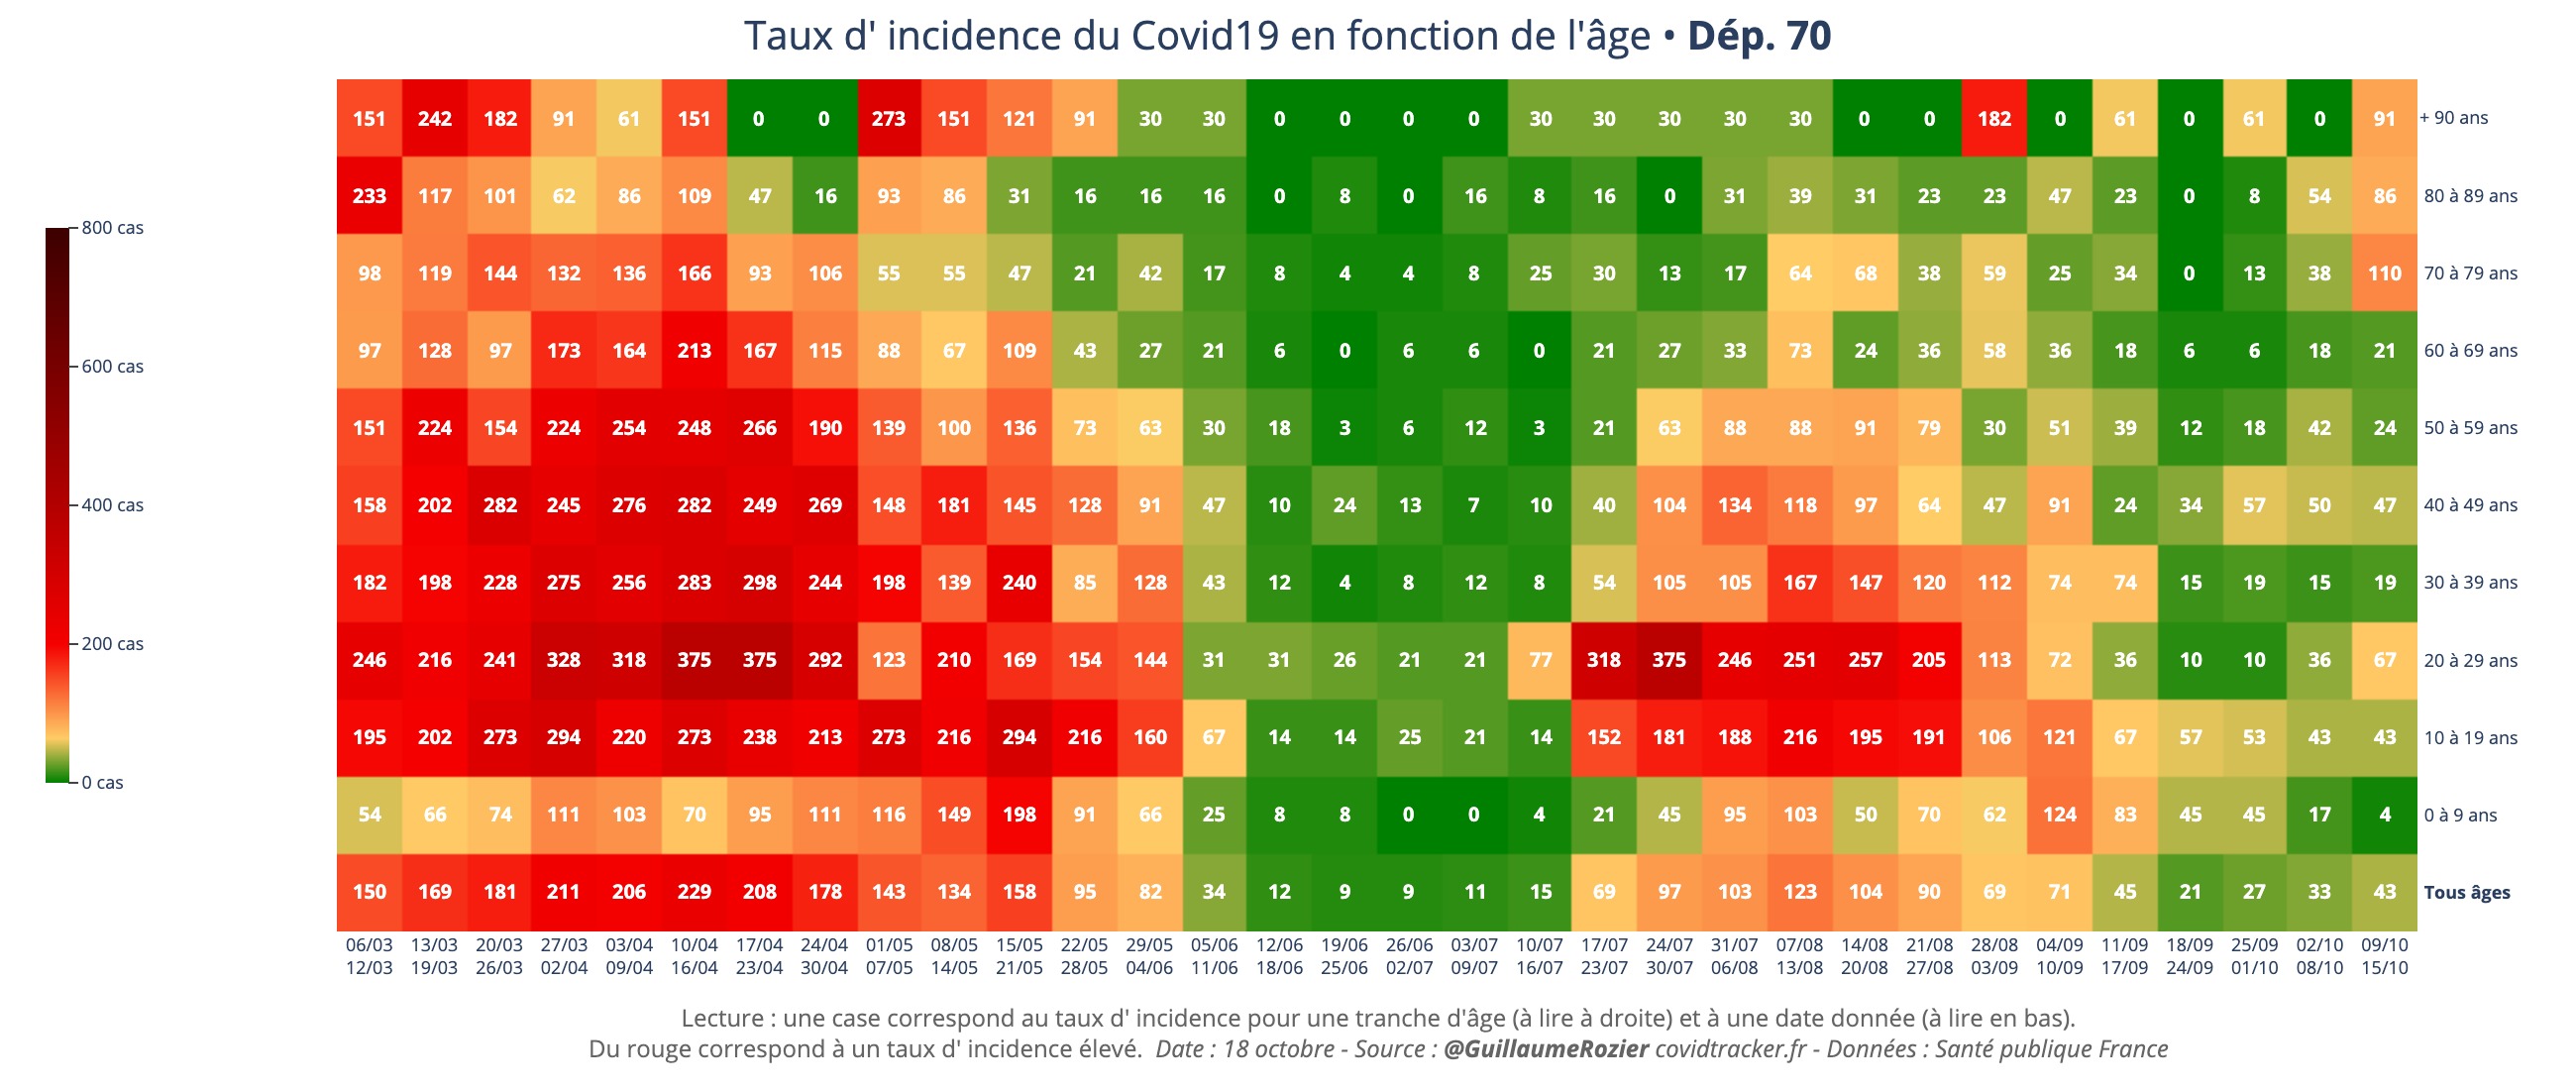 Taux d' incidence du Covid19 en fonction de l'âge • Dép. 70
800 cas
600 cas
400 cas
200 cas
0 cas
151 242 182 91 61 151 0 0 273 151 121 91 30 30 0 0 0 0 30 30 30 30 30 0 0 182 0 61 0 61 0 91 + 90 ans
233 117 101 62 86 109 47 16 93 86 31 16 16 16 0 8 0 16 8 16 0 31 39 31 23 23 47 23 0 8 54 86 80 à 89 ans
98 119 144 132 136 166 93 106 55 55 47 21 42 17 8 4 4 8 25 30 13 17 64 68 38 59 25 34 0 13 38 110 70 à 79 ans
97 128 97 173 164 213 167 115 88 67 109 43 27 21 6 0 6 6 0 21 27 33 73 24 36 58 36 18 6 6 18 21 60 à 69 ans
151 224 154 224 254 248 266 190 139 100 136 73 63 30 18 3 6 12 3 21 63 88 88 91 79 30 51 39 12 18 42 24 50 à 59 ans
158 202 282 245 276 282 249 269 148 181 145 128 91 47 10 24 13 7 10 40 104 134 118 97 64 47 91 24 34 57 50 47 40 à 49 ans
182 198 228 275 256 283 298 244 198 139 240 85 128 43 12 4 8 12 8 54 105 105 167 147 120 112 74 74 15 19 15 19 30 à 39 ans
246 216 241 328 318 375 375 292 123 210 169 154 144 31 31 26 21 21 77 318 375 246 251 257 205 113 72 36 10 10 36 67 20 à 29 ans
195 202 273 294 220 273 238 213 273 216 294 216 160 67 14 14 25 21 14 152 181 188 216 195 191 106 121 67 57 53 43 43 10 à 19 ans
54 66 74 111 103 70 95 111 116 149 198 91 66 25 8 8 0 0 4 21 45 95 103 50 70 62 124 83 45 45 17 4 0 à 9 ans
150 169 181 211 206 229 208 178 143 134 158 95 82 34 12 9 9 11 15 69 97 103 123 104 90 69 71 45 21 27 33 43 Tous âges
06/03 13/03 20/03 27/03 03/04 10/04 17/04 24/04 01/05 08/05 15/05 22/05 29/05 05/06 12/06 19/06 26/06 03/07 10/07 17/07 24/07 31/07 07/08 14/08 21/08 28/08 04/09 11/09 18/09 25/09 02/10 09/10
12/03 19/03 26/03 02/04 09/04 16/04 23/04 30/04 07/05 14/05 21/05 28/05 04/06 11/06 18/06 25/06 02/07 09/07 16/07 23/07 30/07 06/08 13/08 20/08 27/08 03/09 10/09 17/09 24/09 01/10 08/10 15/10
Lecture : une case correspond au taux d' incidence pour une tranche d'âge (à lire à droite) et à une date donnée (à lire en bas).
Du rouge correspond à un taux d' incidence élevé. Date : 18 octobre - Source : @GuillaumeRozier covidtracker.fr - Données : Santé publique France